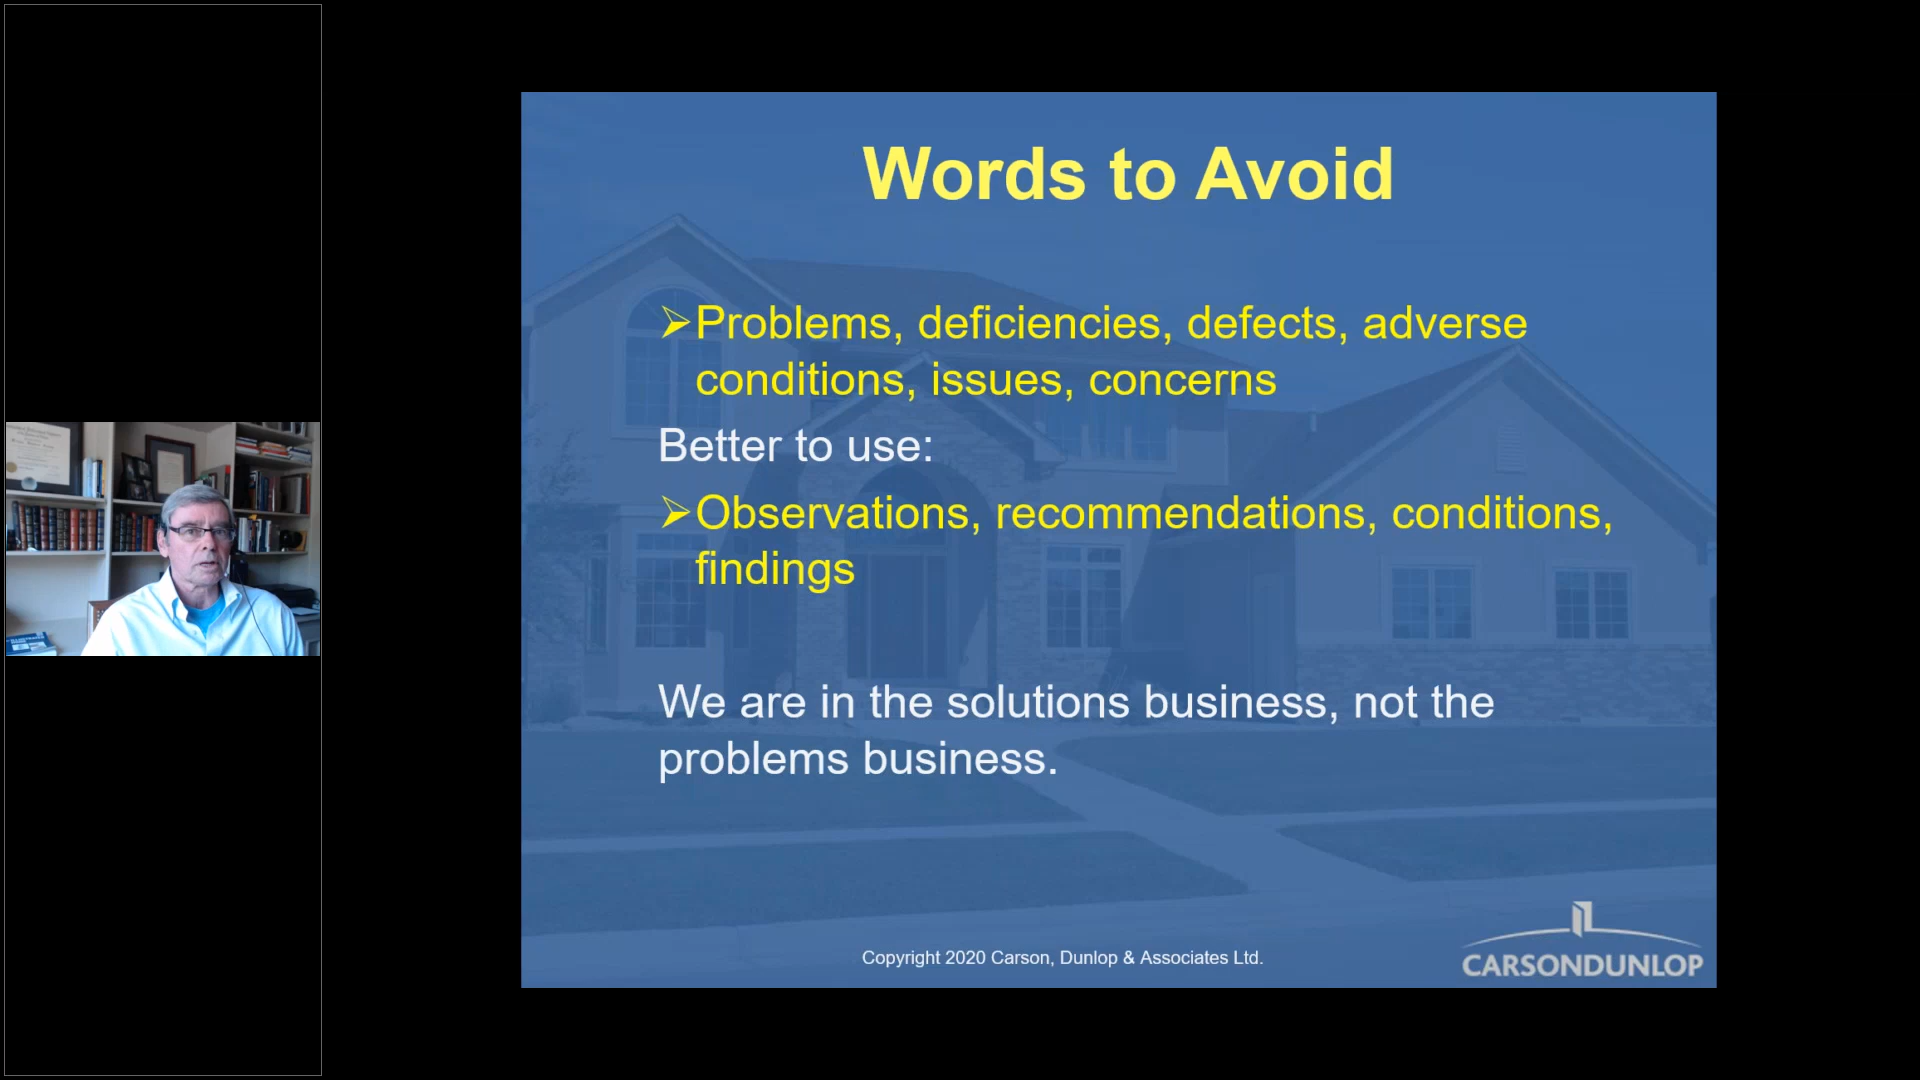 Words to Avoid
➢Problems, deficiencies, defects, adverse
conditions, issues, concerns
Better to use:
➢Observations, recommendations, conditions,
findings
We are in the solutions business, not the
problems business.
Copyright 2020 Carson, Dunlop & Associates Ltd.
CARSONDUNLOP